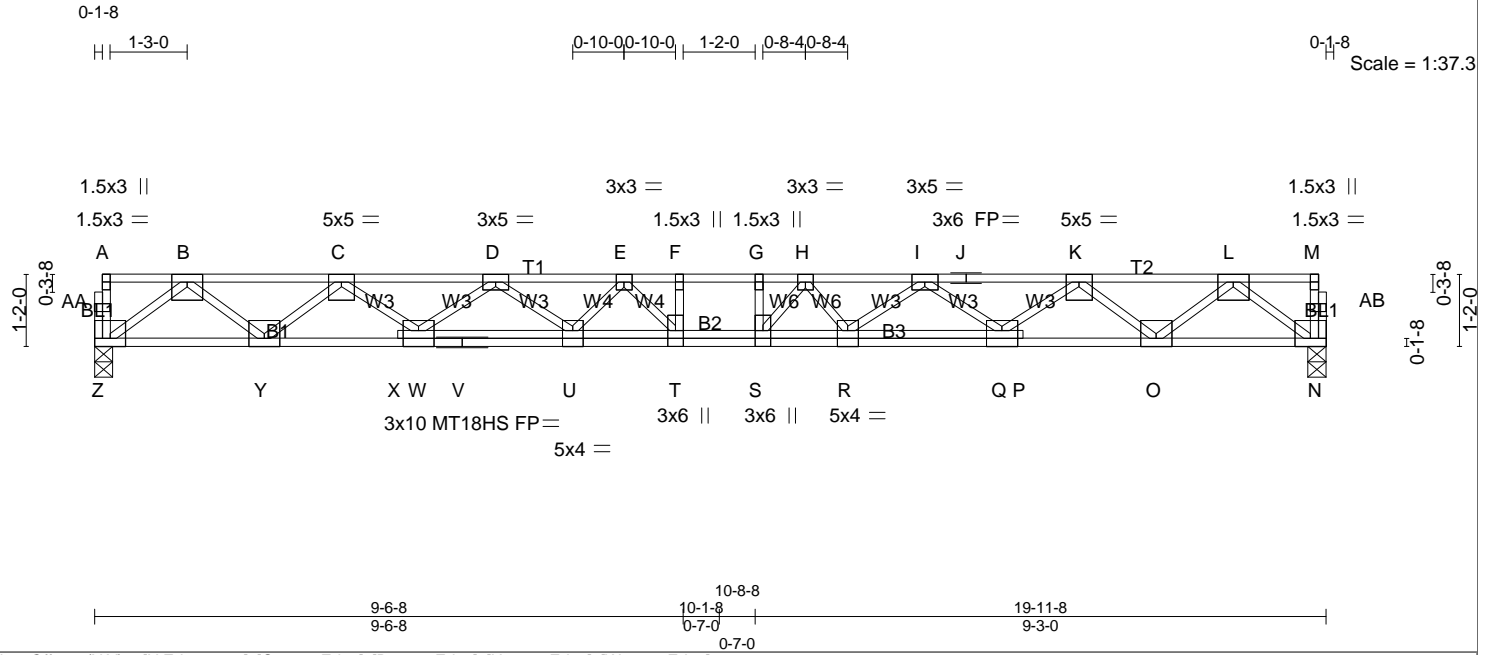 0-1-8
1-3-0 0-10-0 0-10-0 1-2-0 0-8-4 0-8-4 0-1-8
Scale = 1:37.3
1.5x3 || 3x3 = 3x3 = 3x5 = 1.5x3 ||
1.5x3 = 5x5 = 3x5 = 1.5x3 || 1.5x3 || 3x6 FP= 5x5 = 1.5x3 =
A B C D E F G H I J K L M
T1 T2
1-2-0 0-3-8 0-3-8 1-2-0
AA BL1 W3 W3 W3 W4 W4 W6 W6 W3 W3 W3 BL1 AB
B1 B2 B3
0-1-8
Z Y X W V U T S R Q P O N
3x10 MT18HS FP= 3x6 || 3x6 || 5x4 =
5x4 =
10-8-8
9-6-8 10-1-8 19-11-8
9-6-8 0-7-0 9-3-0
0-7-0